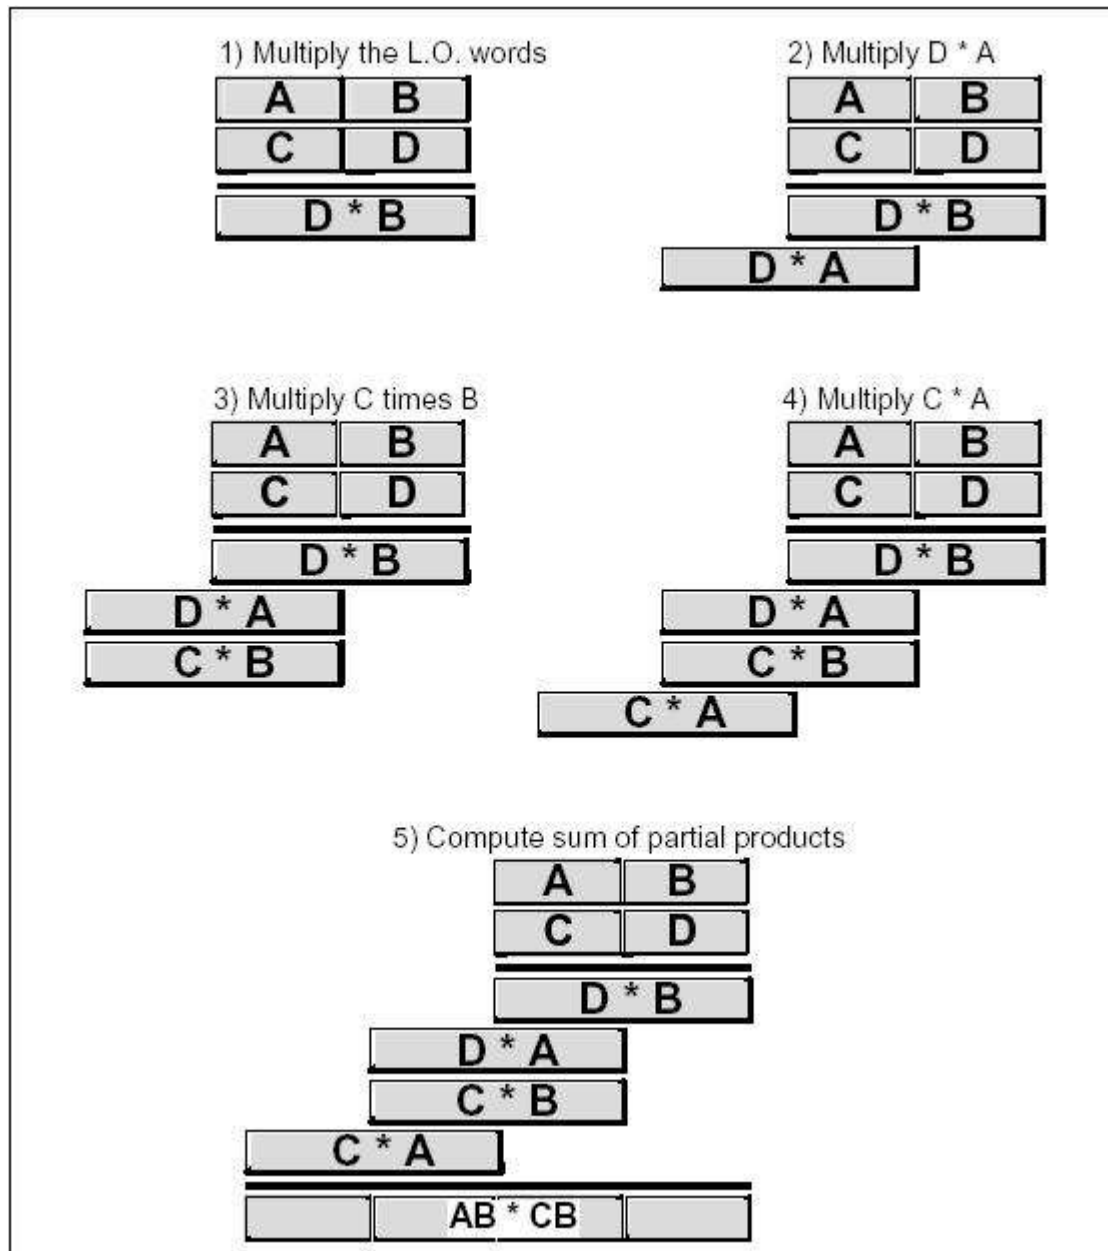 1) Multiply the L.O. words
A B
C D
D * B
2) Multiply D * A
A B
C D
D * B
D * A
3) Multiply C times B
A B
C D
D * B
D * A
C * B
4) Multiply C * A
A B
C D
D * B
D * A
C * B
C * A
5) Compute sum of partial products
A B
C D
D * B
D * A
C * B
C * A
AB * CB